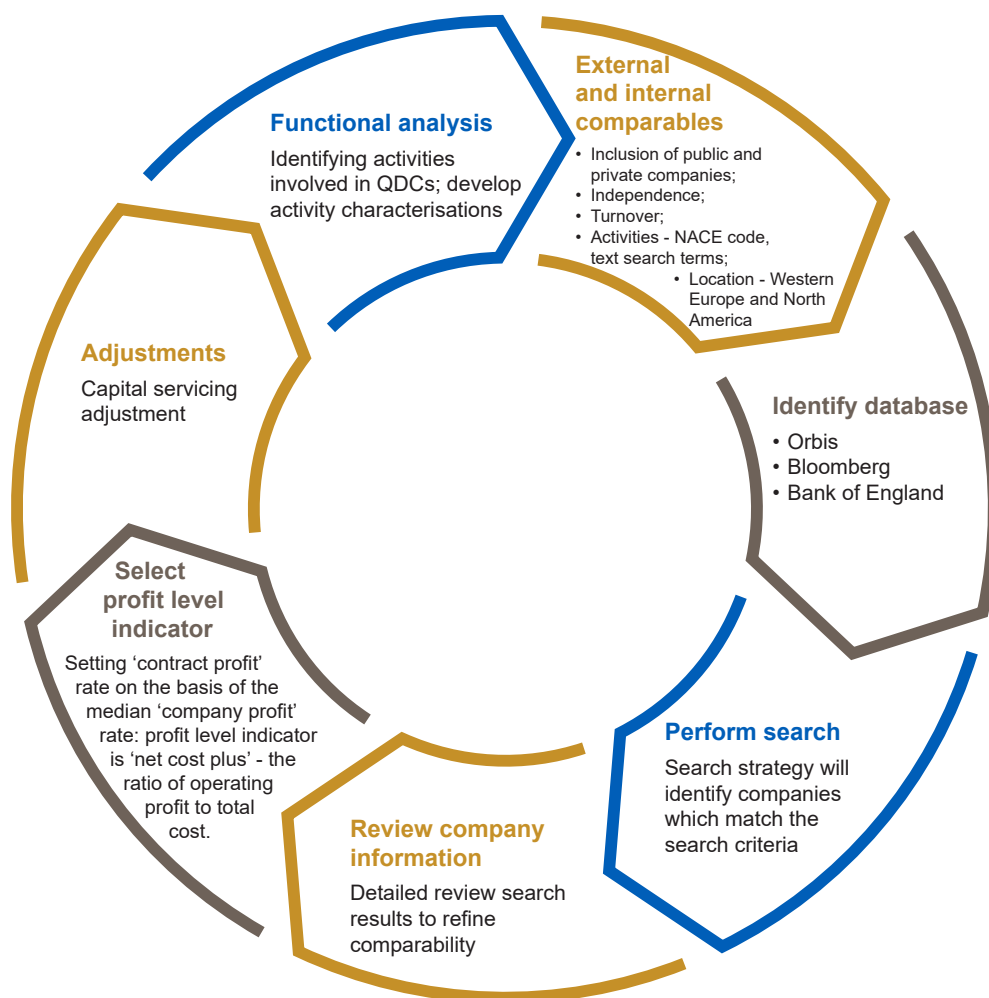 Functional analysis
Identifying activities
involved in QDCs; develop
activity characterisations
External
and internal
comparables
• Inclusion of public and
private companies;
• Independence;
• Turnover;
• Activities - NACE code,
text search terms;
• Location - Western
Europe and North
America
Identify database
• Orbis
• Bloomberg
• Bank of England
Perform search
Search strategy will
identify companies
which match the
search criteria
Review company
information
Detailed review search
results to refine
comparability
Select
profit level
indicator
Setting ‘contract profit’
rate on the basis of the
median ‘company profit’
rate: profit level indicator
is ‘net cost plus’ - the
ratio of operating
profit to total
cost.
Adjustments
Capital servicing
adjustment